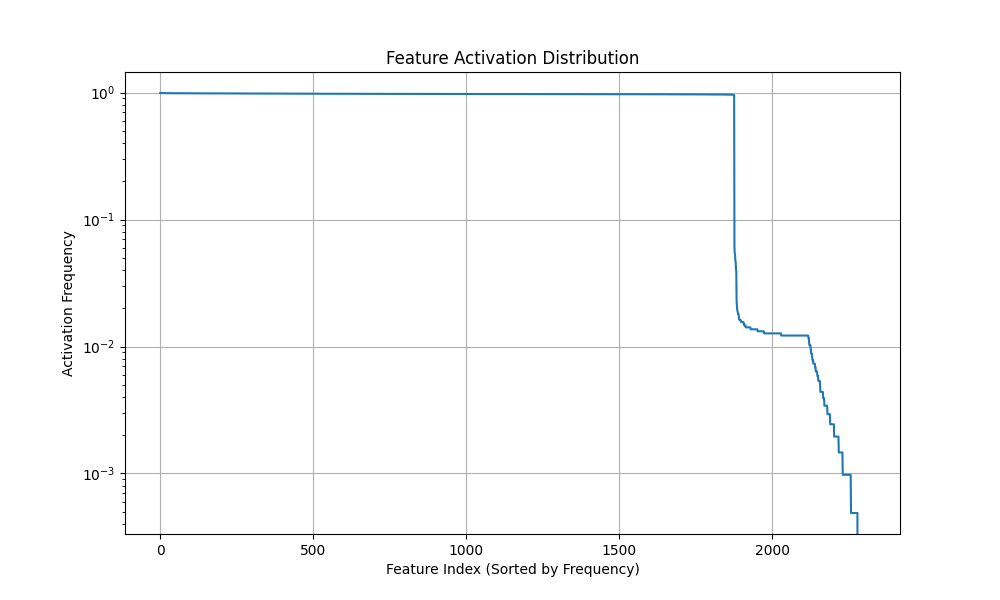 Feature Activation Distribution
10⁰
10⁻¹
10⁻²
10⁻³
Activation Frequency
0 500 1000 1500 2000
Feature Index (Sorted by Frequency)